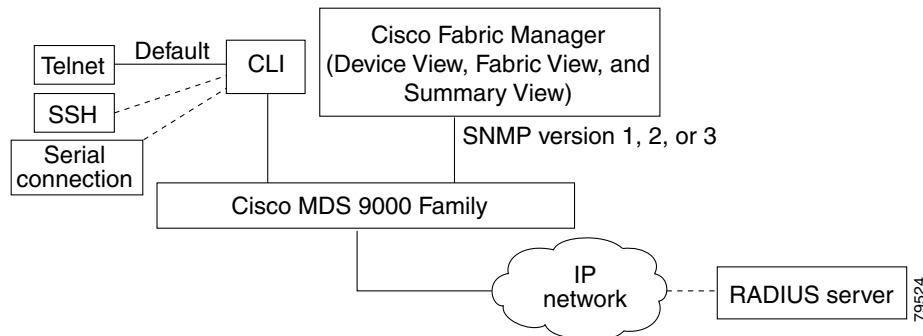 Telnet
Default
CLI
SSH
Serial
connection
Cisco Fabric Manager
(Device View, Fabric View, and
Summary View)
SNMP version 1, 2, or 3
Cisco MDS 9000 Family
IP
network
RADIUS server
79524